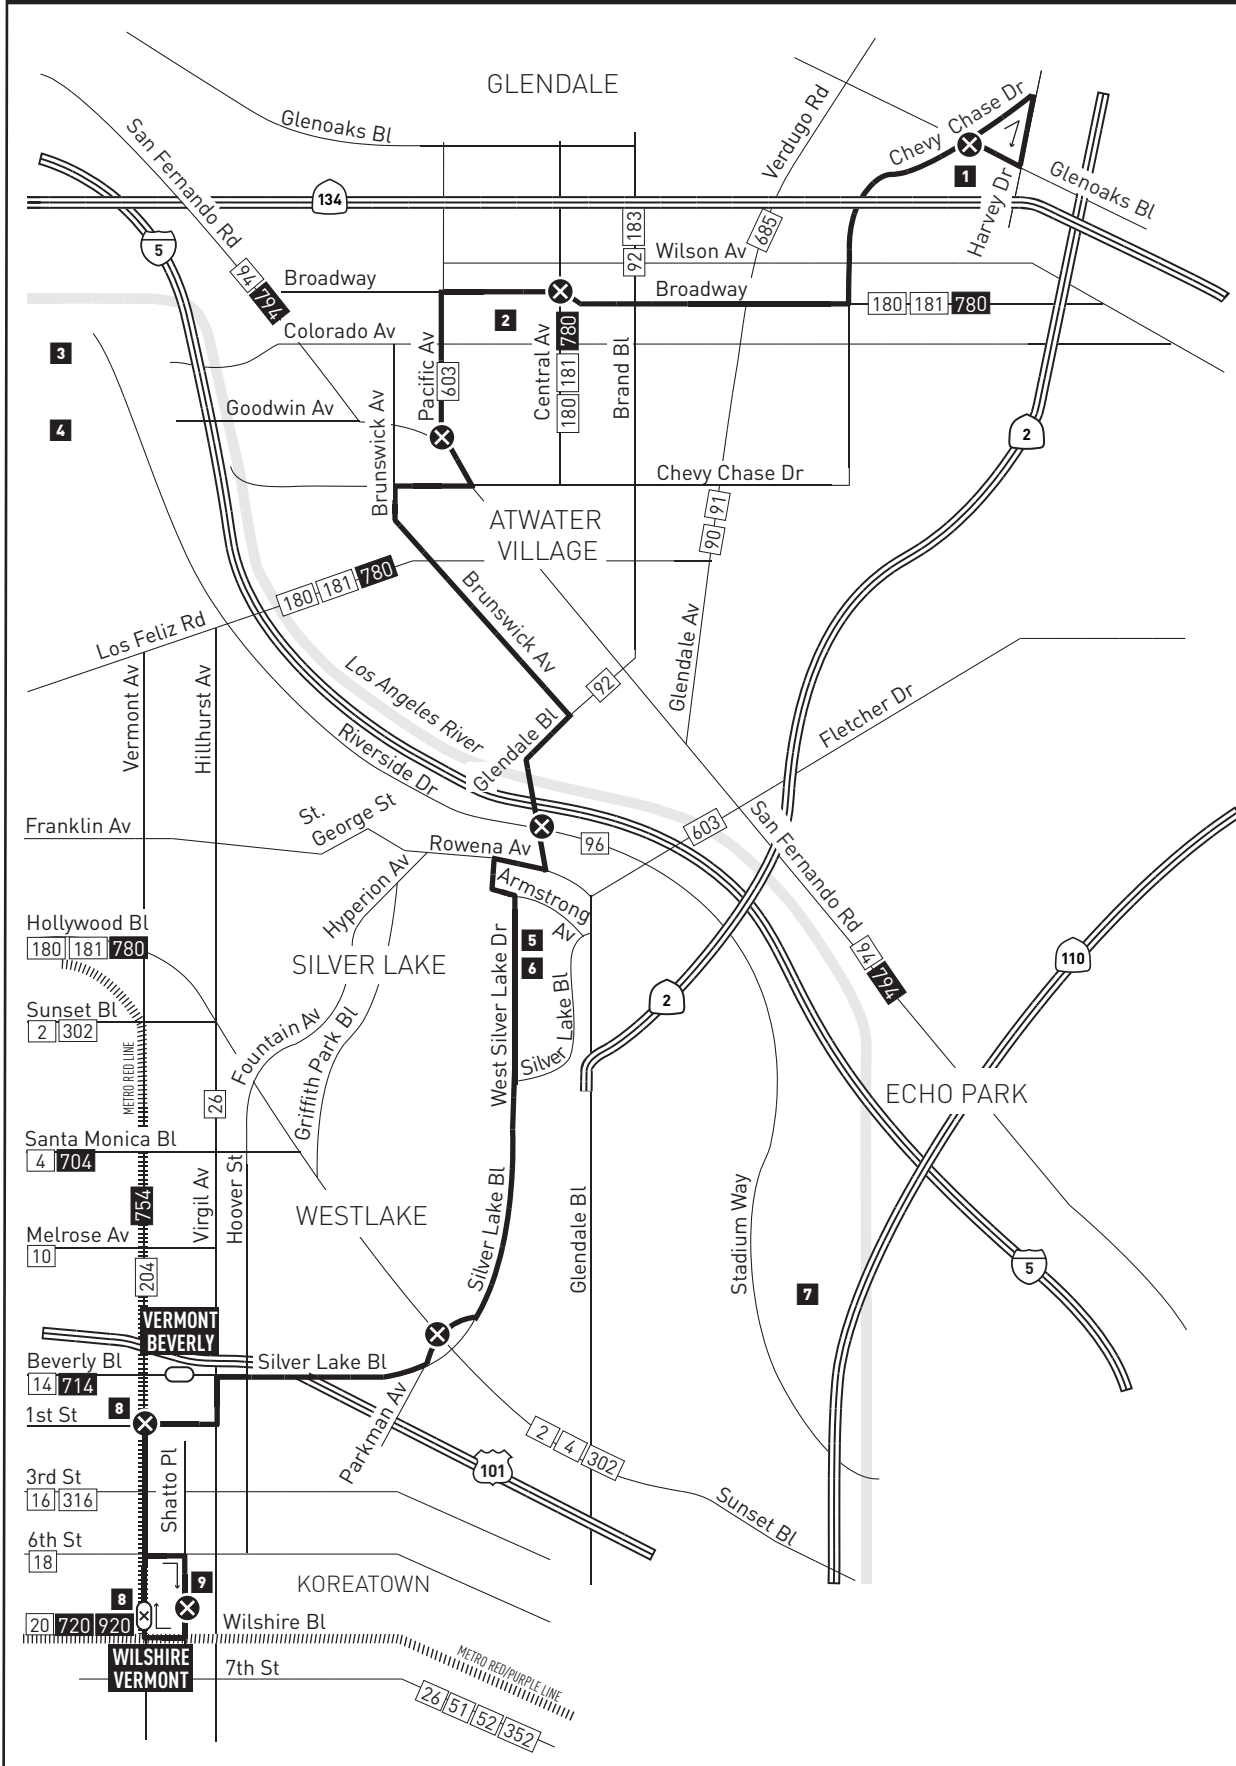 GLENDALE
Glenoaks Bl
San Fernando Rd
Verdugo Rd
Chevy Chase Dr
1
Glenoaks Bl
Harvey Dr
134
5
183
92
685
Wilson Av
94
794
Broadway
Broadway
180
181
780
2
780
181
180
Central Av
Brand Bl
Colorado Av
3
Pacific Av
603
Goodwin Av
4
Brunswick Av
2
Chevy Chase Dr
ATWATER
VILLAGE
91
90
180
181
780
Los Feliz Rd
Brunswick Av
Glendale Av
Vermont Av
Hillhurst Av
Los Angeles River
92
Fletcher Dr
Riverside Dr
Glendale Bl
Franklin Av
St.
George St
Rowena Av
96
603
San Fernando Rd
Hyperion Av
Armstrong
Av
Hollywood Bl
180
181
780
SILVER LAKE
West Silver Lake Dr
5
6
94
794
110
Silver Lake Bl
2
Sunset Bl
2
302
METRO RED LINE
Fountain Av
Griffith Park Bl
26
ECHO PARK
Santa Monica Bl
4
704
754
Virgil Av
Hoover St
WESTLAKE
Silver Lake Bl
Glendale Bl
Stadium Way
Melrose Av
10
204
5
7
VERMONT
BEVERLY
Beverly Bl
14
714
Silver Lake Bl
8
1st St
Parkman Av
2
4
302
101
Sunset Bl
3rd St
16
316
Shatto Pl
6th St
18
8
9
KOREATOWN
20
720
920
Wilshire Bl
WILSHIRE
VERMONT
7th St
METRO RED/PURPLE LINE
26
51
52
352